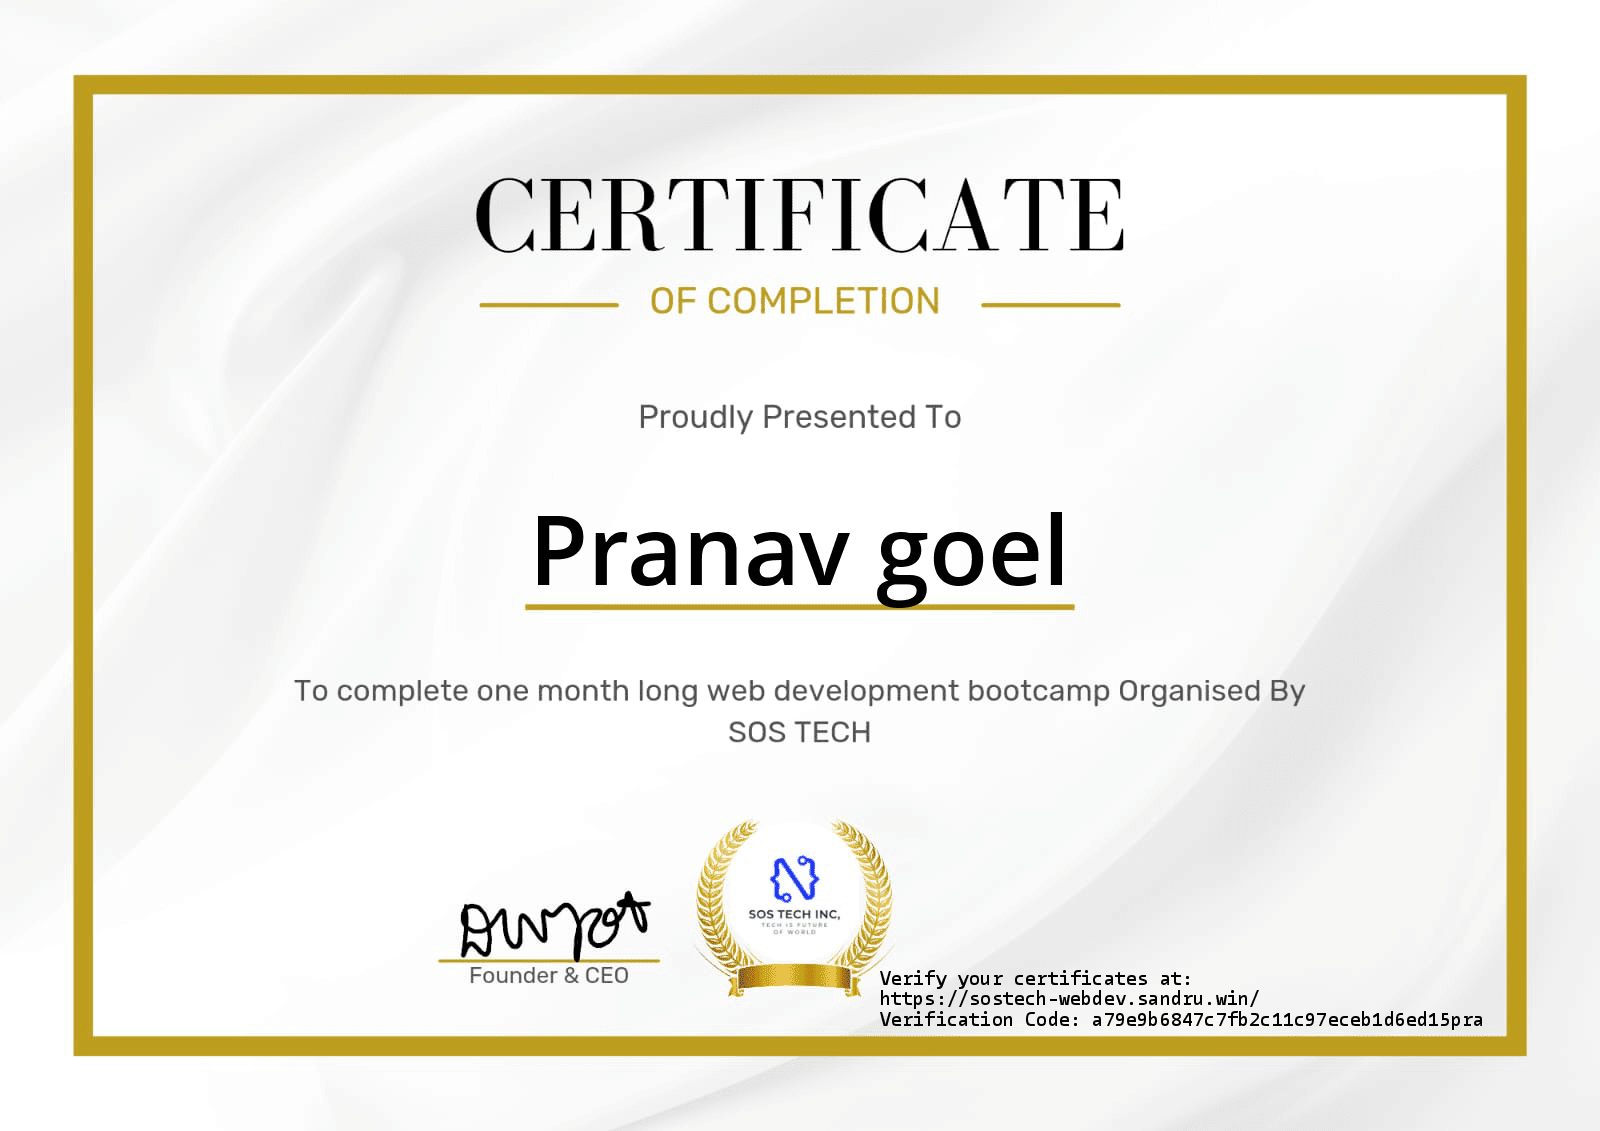 CERTIFICATE
OF COMPLETION
Proudly Presented To
Pranav goel
To complete one month long web development bootcamp Organised By
SOS TECH
SOS TECH INC,
TECH IS FUTURE
OF WORLD
Founder & CEO
Verify your certificates at:
https://sostech-webdev.sandru.win/
Verification Code: a79e9b6847c7fb2c11c97eceb1d6ed15pra